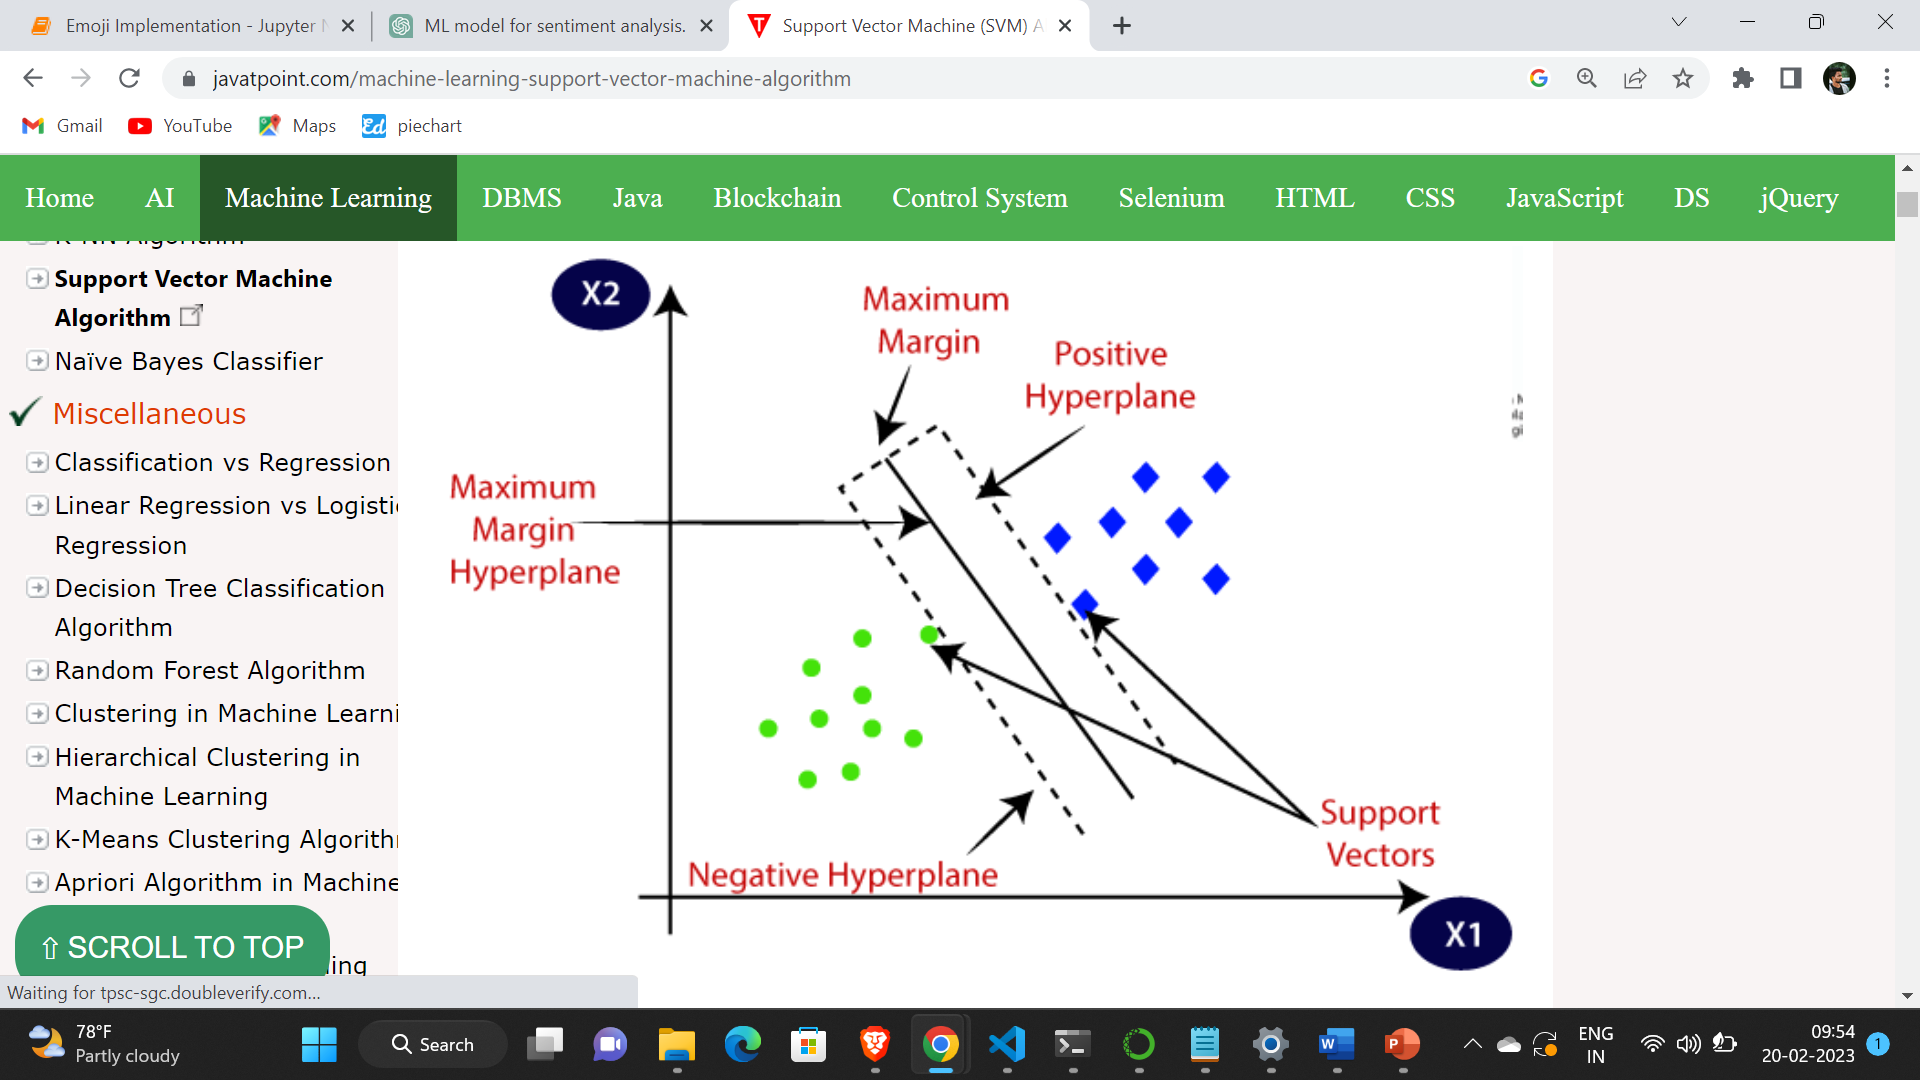 Emoji Implementation - Jupyter N
ML model for sentiment analysis.
Support Vector Machine (SVM) A
javatpoint.com/machine-learning-support-vector-machine-algorithm
Gmail
YouTube
Maps
Ed
piechart
Home
AI
Machine Learning
DBMS
Java
Blockchain
Control System
Selenium
HTML
CSS
JavaScript
DS
jQuery
K-NN Algorithm
Support Vector Machine
Algorithm
Naïve Bayes Classifier
Miscellaneous
Classification vs Regression
Linear Regression vs Logisti
Regression
Decision Tree Classification
Algorithm
Random Forest Algorithm
Clustering in Machine Learni
Hierarchical Clustering in
Machine Learning
K-Means Clustering Algorith
Apriori Algorithm in Machine
ing
⇧ SCROLL TO TOP
Waiting for tpsc-sgc.doubleverify.com...
X2
Maximum
Margin
Positive
Hyperplane
Maximum
Margin
Hyperplane
Support
Vectors
Negative Hyperplane
X1
78°F
Partly cloudy
Search
ENG
IN
09:54
20-02-2023
1